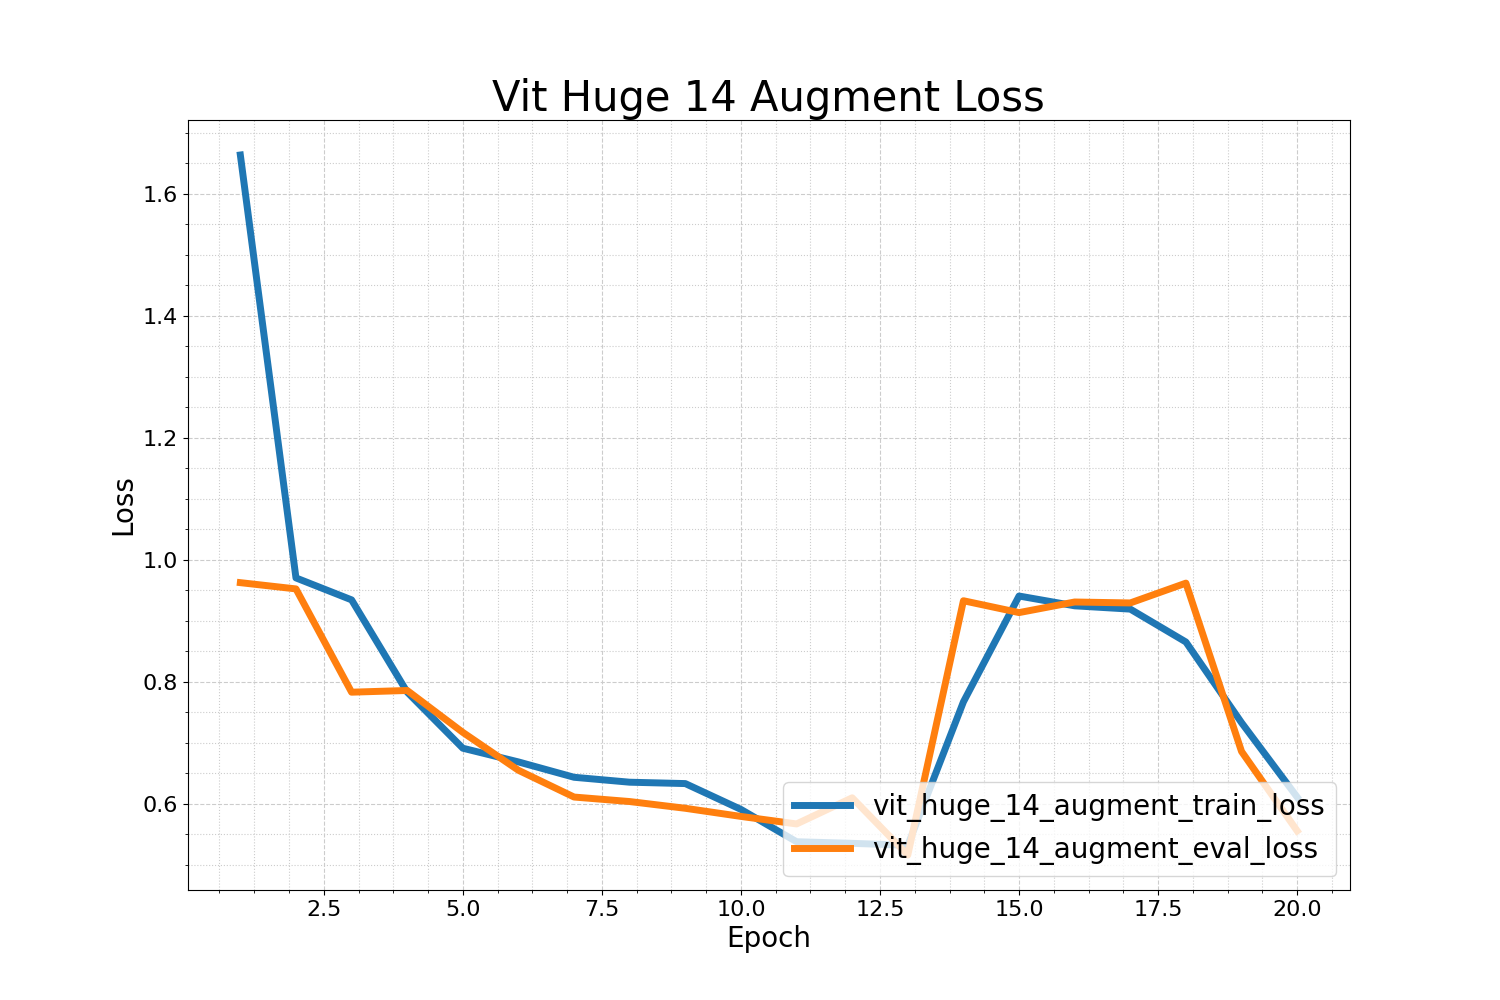 Vit Huge 14 Augment Loss
1.6
1.4
1.2
1.0
0.8
0.6
Loss
vit_huge_14_augment_train_loss
vit_huge_14_augment_eval_loss
2.5 5.0 7.5 10.0 12.5 15.0 17.5 20.0
Epoch